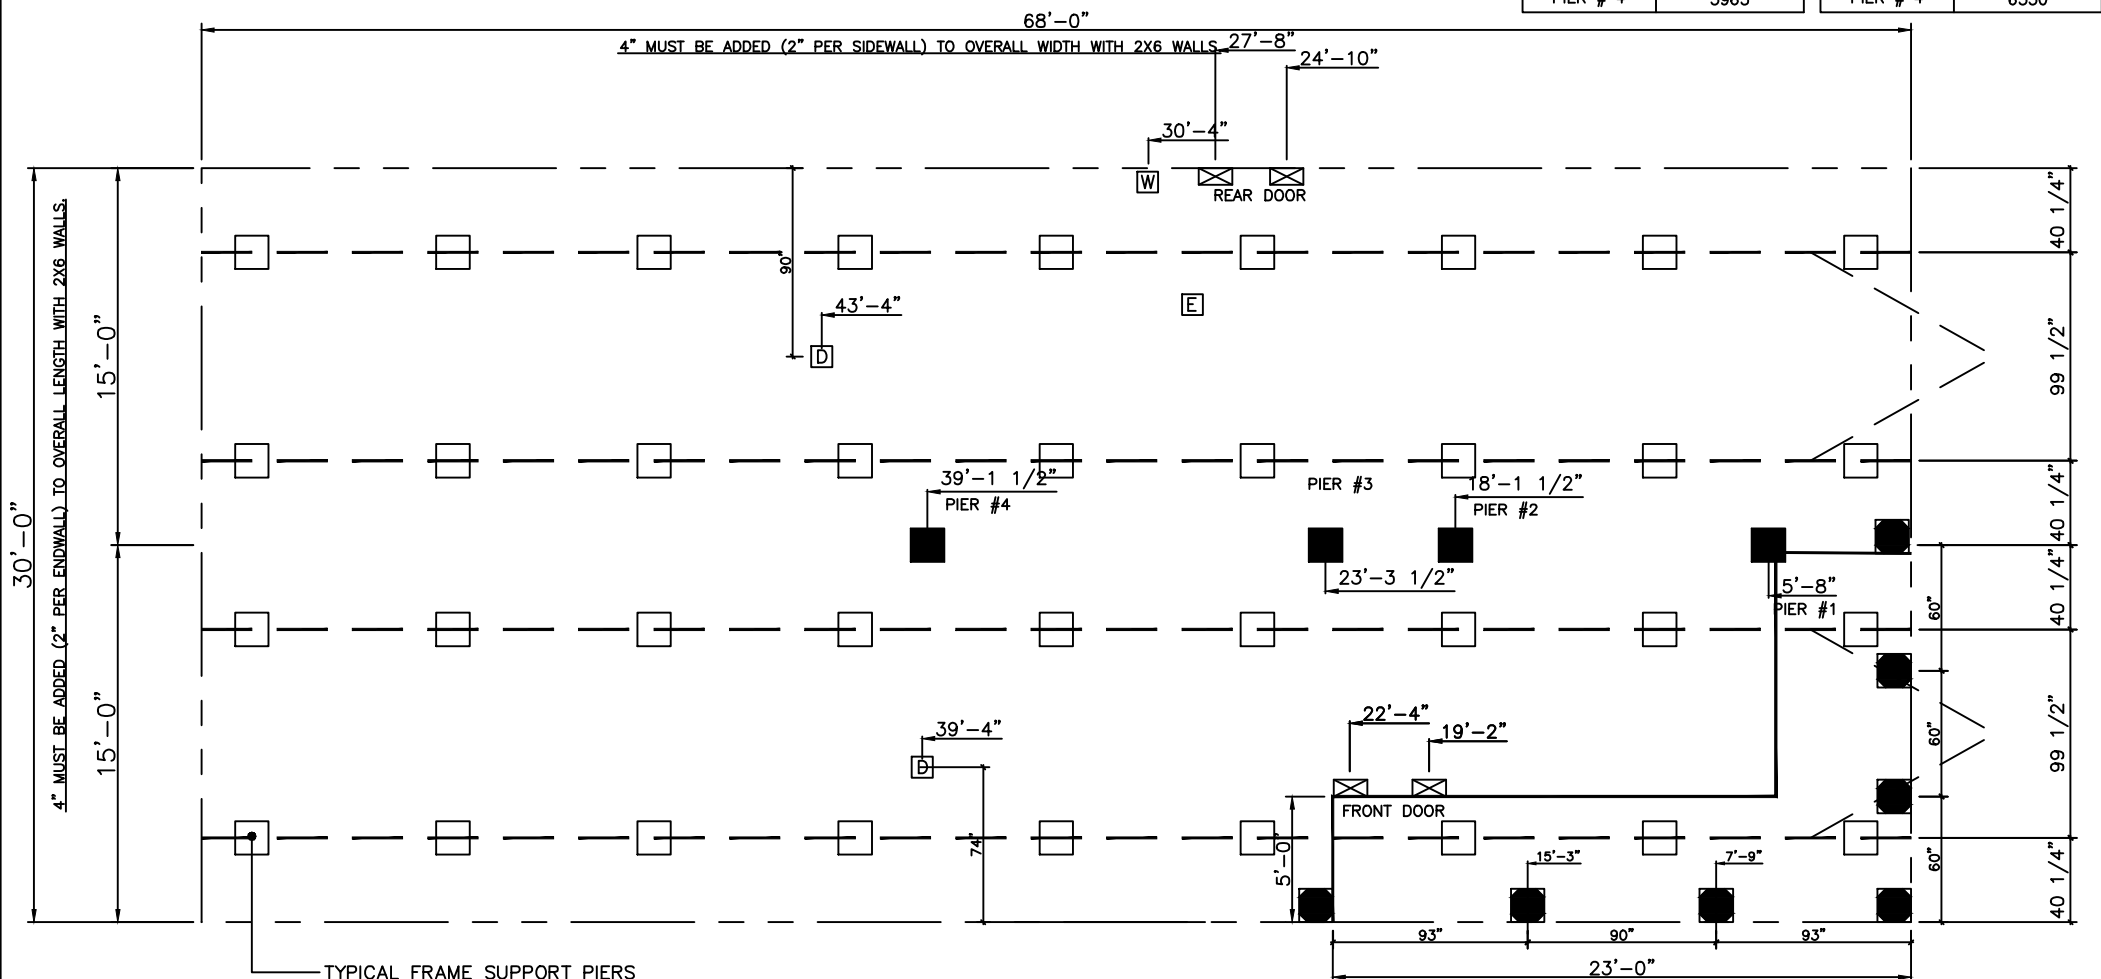 PIER # 4 5965 PIER # 4 6550
68'-0"
4" MUST BE ADDED (2" PER SIDEWALL) TO OVERALL WIDTH WITH 2X6 WALLS.
27'-8"
24'-10"
30'-4"
W
REAR DOOR
40 1/4"
4" MUST BE ADDED (2" PER ENDWALL) TO OVERALL LENGTH WITH 2X6 WALLS.
15'-0"
90"
E
43'-4"
D
99 1/2"
30'-0"
39'-1 1/2"
PIER #4
PIER #3
18'-1 1/2"
PIER #2
40 1/4"
23'-3 1/2"
5'-8"
PIER #1
60"
40 1/4"
15'-0"
39'-4"
D
22'-4"
19'-2"
60"
99 1/2"
FRONT DOOR
74"
5'-0"
15'-3"
7'-9"
60"
40 1/4"
93"
90"
93"
23'-0"
TYPICAL FRAME SUPPORT PIERS